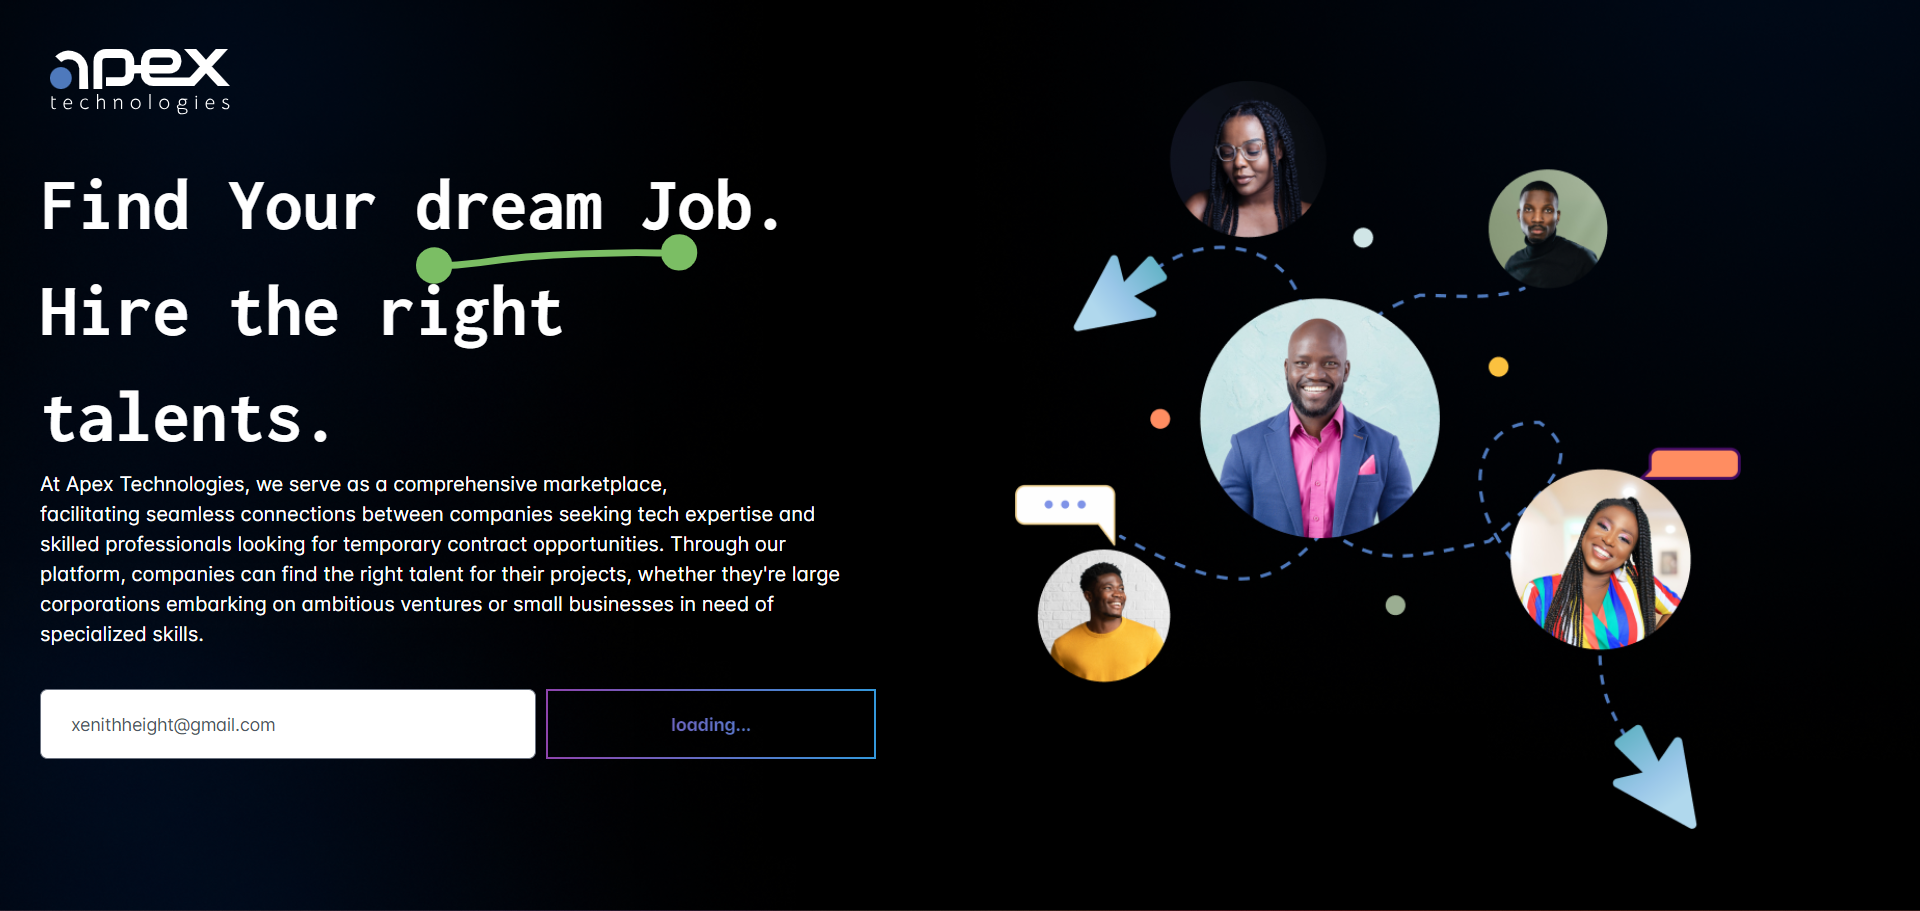 apex
technologies
Find Your dream Job.
Hire the right
talents.
At Apex Technologies, we serve as a comprehensive marketplace,
facilitating seamless connections between companies seeking tech expertise and
skilled professionals looking for temporary contract opportunities. Through our
platform, companies can find the right talent for their projects, whether they're large
corporations embarking on ambitious ventures or small businesses in need of
specialized skills.
xenithheight@gmail.com
loading...